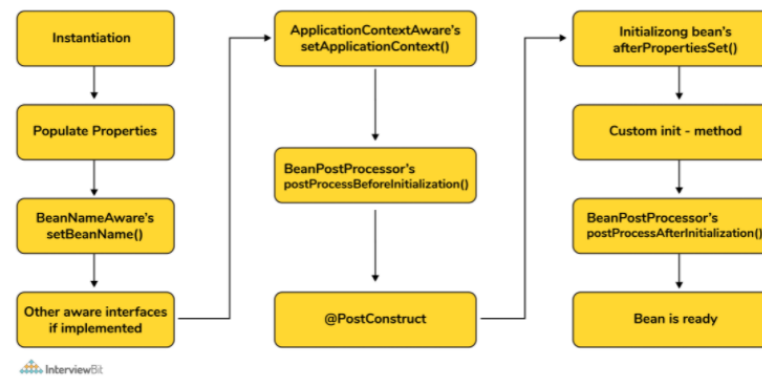 Instantiation
Populate Properties
BeanNameAware's
setBeanName()
Other aware interfaces
if implemented
ApplicationContextAware's
setApplicationContext()
BeanPostProcessor's
postProcessBeforeInitialization()
@PostConstruct
Initializong bean's
afterPropertiesSet()
Custom init - method
BeanPostProcessor's
postProcessAfterInitialization()
Bean is ready
InterviewBit